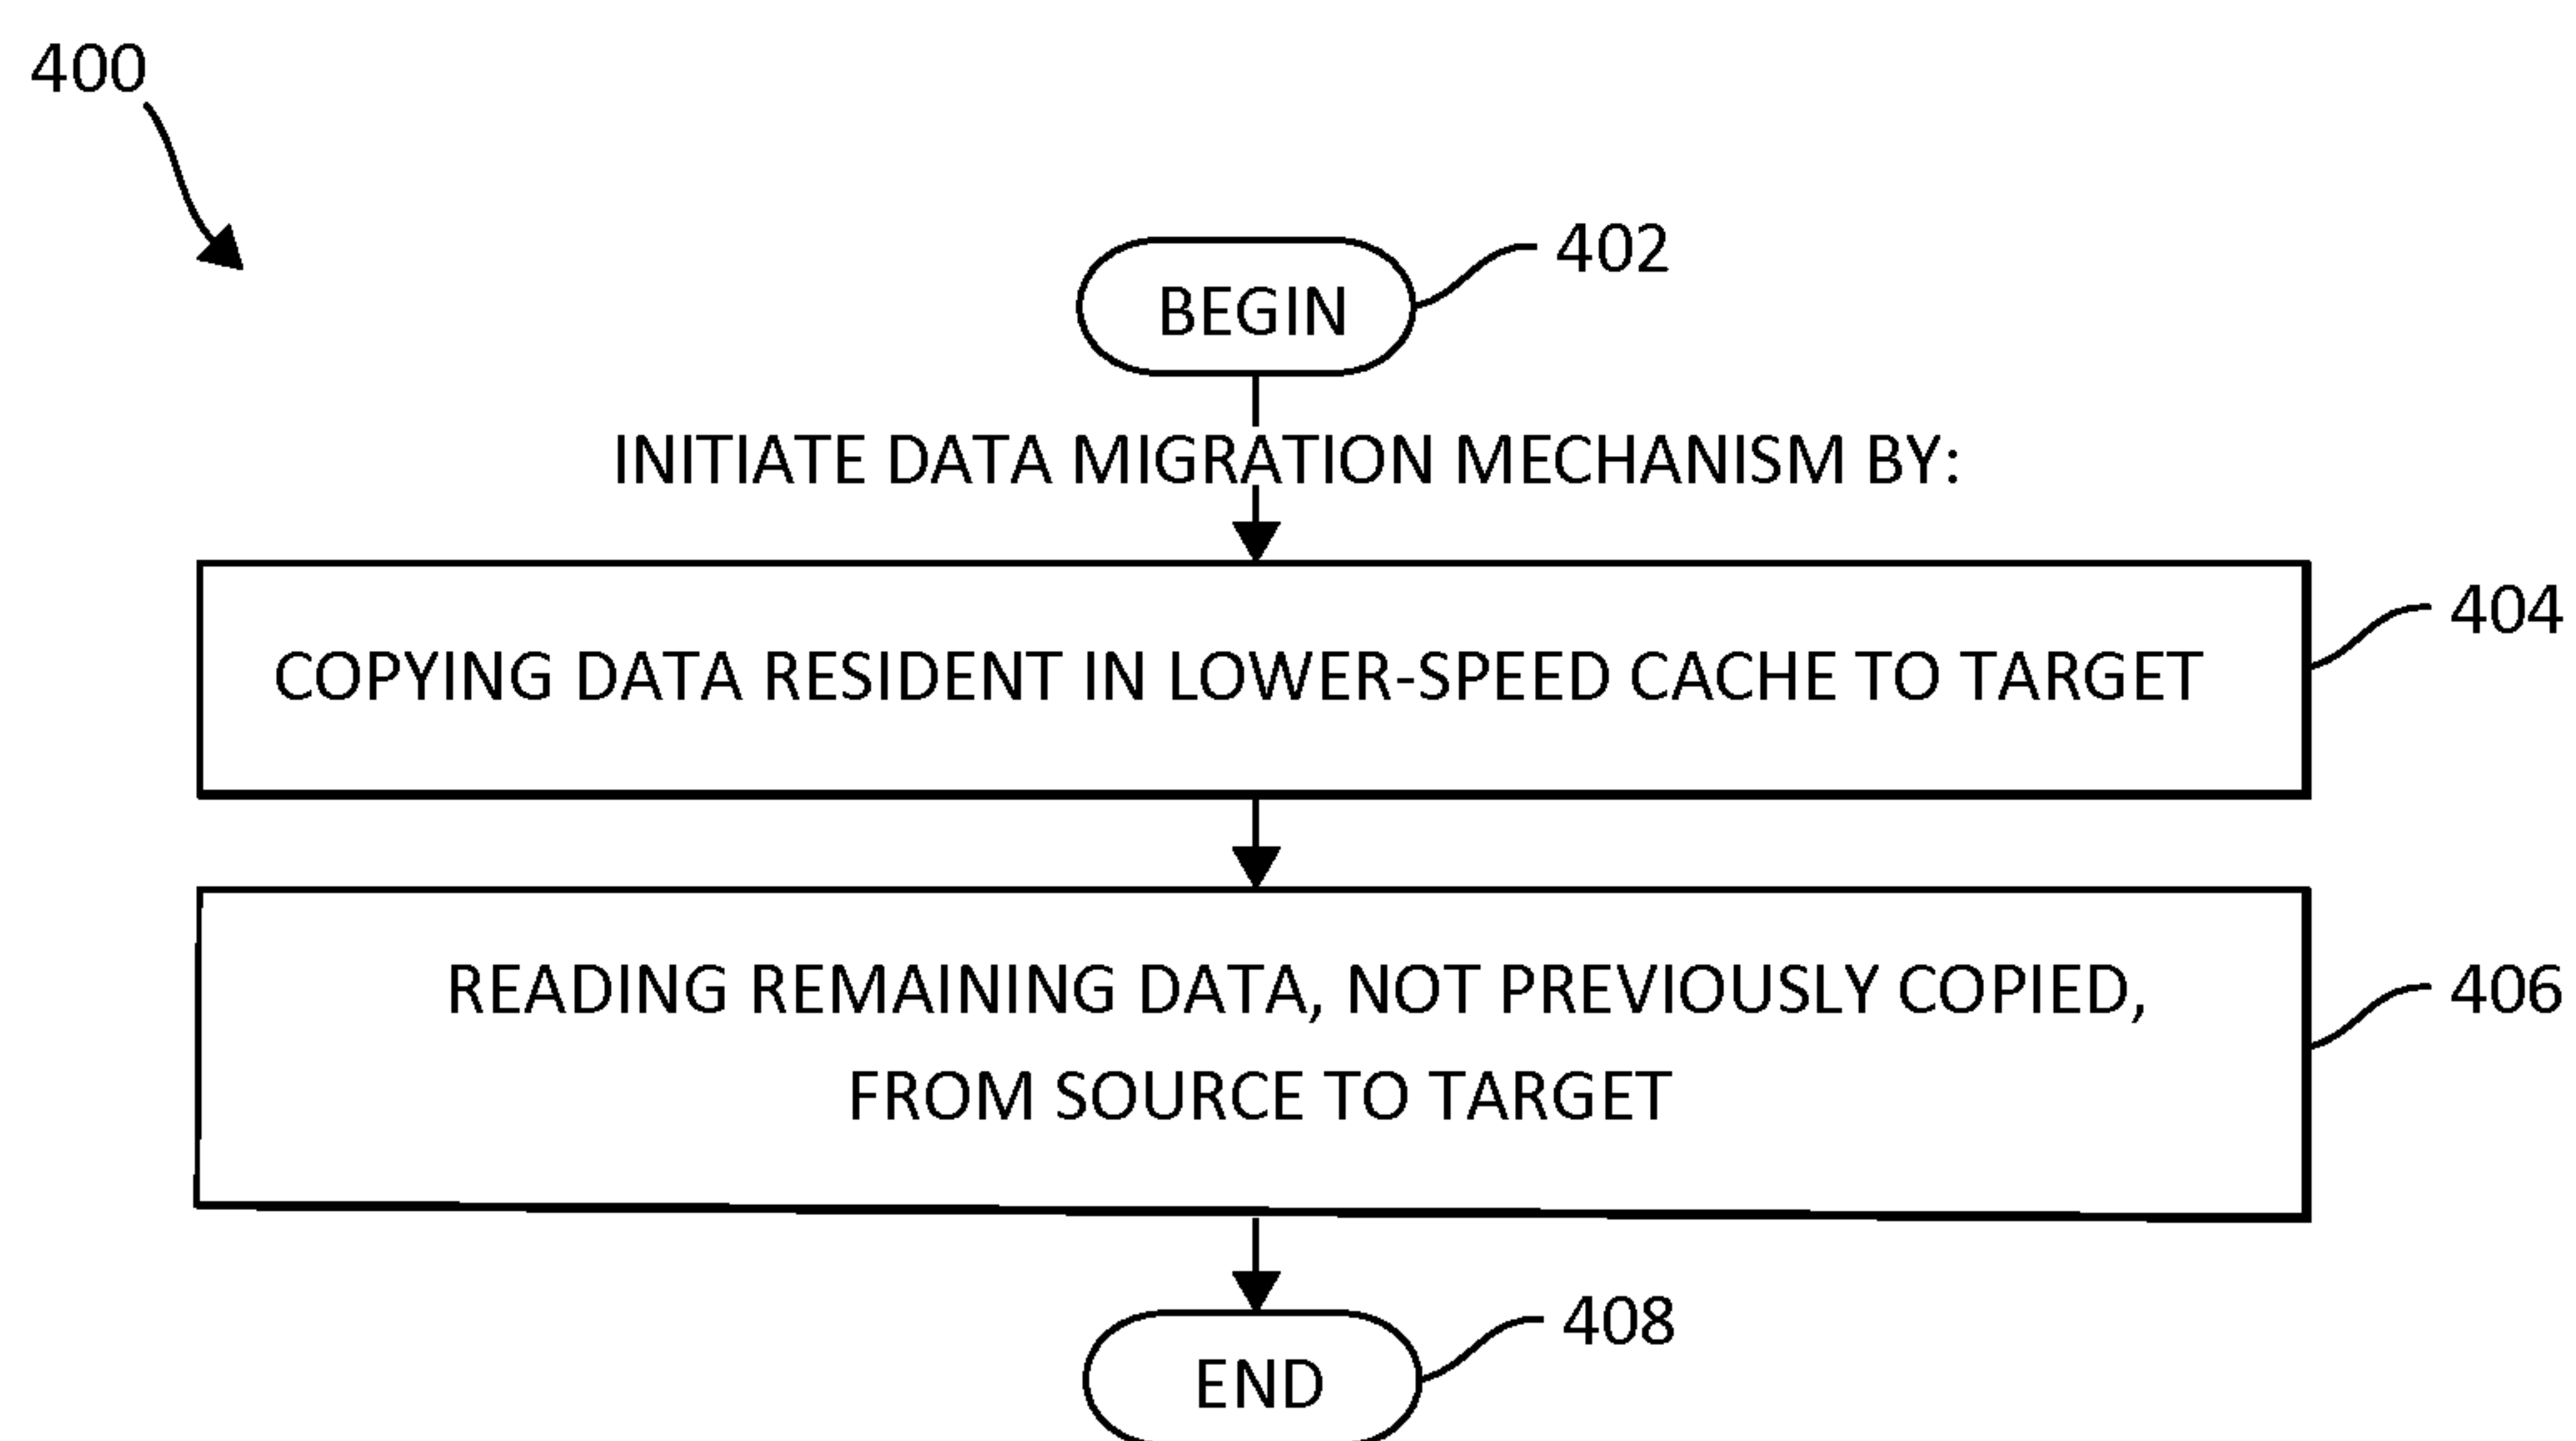 400
402
BEGIN
INITIATE DATA MIGRATION MECHANISM BY:
404
COPYING DATA RESIDENT IN LOWER-SPEED CACHE TO TARGET
READING REMAINING DATA, NOT PREVIOUSLY COPIED,
406
FROM SOURCE TO TARGET
408
END